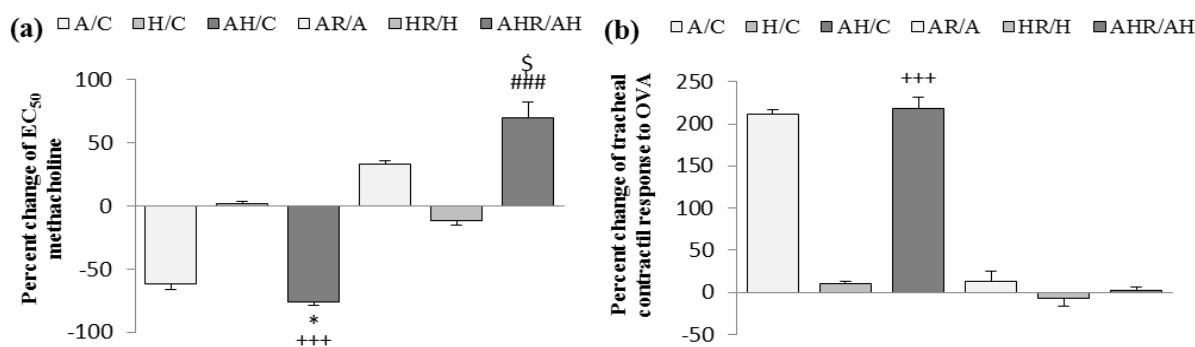 (a) A/C H/C AH/C AR/A HR/H AHR/AH
Percent change of EC50
methacholine
100
50
0
-50
-100
*
+++
$
###
(b) A/C H/C AH/C AR/A HR/H AHR/AH
Percent change of tracheal
contractil response to OVA
250
200
150
100
50
0
-50
+++